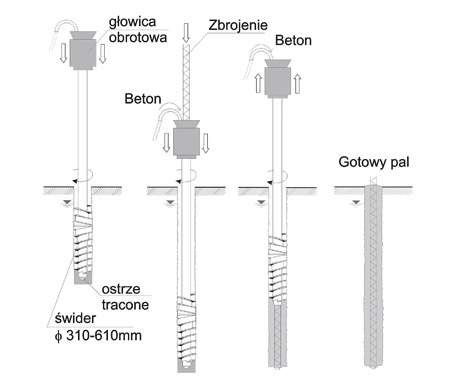 głowica
obrotowa
Zbrojenie
Beton
Beton
Gotowy pal
ostrze
tracone
świder
ϕ 310-610mm